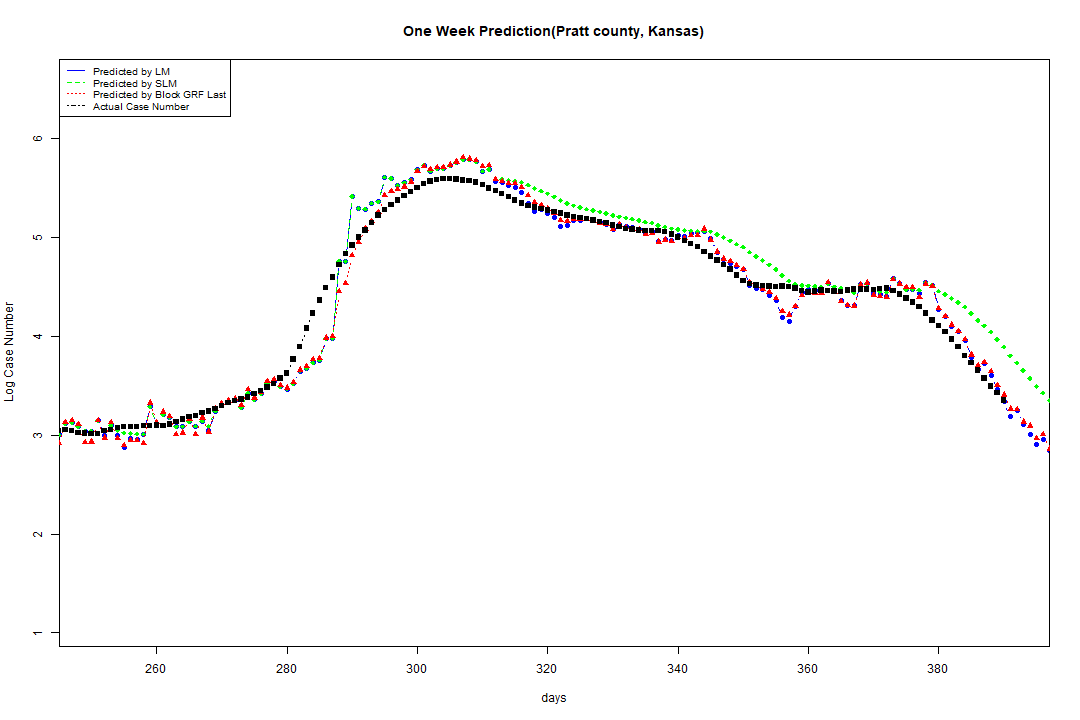 One Week Prediction(Pratt county, Kansas)
Predicted by LM
Predicted by SLM
Predicted by Block GRF Last
Actual Case Number
6
5
4
3
2
1
Log Case Number
260 280 300 320 340 360 380
days